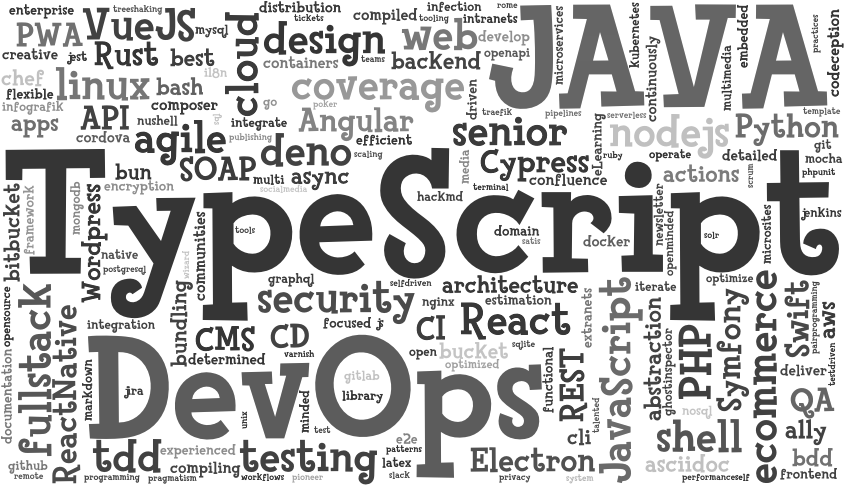 enterprise
treeshaking
distribution
tickets
compiled
tooling
infection
intranets
rome
PWA
VueJS
mysql
cloud
design
teams
web
develop
openapi
microservices
JAVA
kubernetes
continuously
multimedia
embedded
practices
codeception
creative
jest
Rust
best
containers
backend
chef
linux
bash
il8n
coverage
driven
flexible
infografik
apps
API
composer
go
poker
traefik
pipelines
serverless
template
cordova
nushell
integrate
publishing
Angular
efficient
senior
nodejs
Python
git
agile
SOAP
deno
scaling
media
Cypress
eLearning
ruby
operate
detailed
mocha
phpunit
bun
multi
async
socialmedia
terminal
confluence
actions
scrum
encryption
hackmd
bitbucket
framework
mongodb
Wordpress
TypeScript
tools
communities
wizard
domain
satis
docker
newsletter
openminded
solr
microsites
jenkins
native
postgresql
graphql
selfdriven
architecture
iterate
optimize
opensource
fullstack
bundling
security
nginx
estimation
extranets
integration
focused
js
CI
React
JavaScript
abstraction
ghostinspector
PHP
Symfony
ecommerce
Swift
pairprogramming
aws
testdriven
CMS
CD
determined
varnish
open
bucket
sqlite
optimized
documentation
ReactNative
markdown
jira
DevOps
gitlab
library
functional
REST
talented
nosql
deliver
QA
unix
minded
test
e2e
patterns
cli
shell
ally
tdd
experienced
testing
latex
slack
Electron
asciidoc
bdd
github
remote
programming
compiling
pragmatism
workflows
pioneer
privacy
system
performanceself
frontend